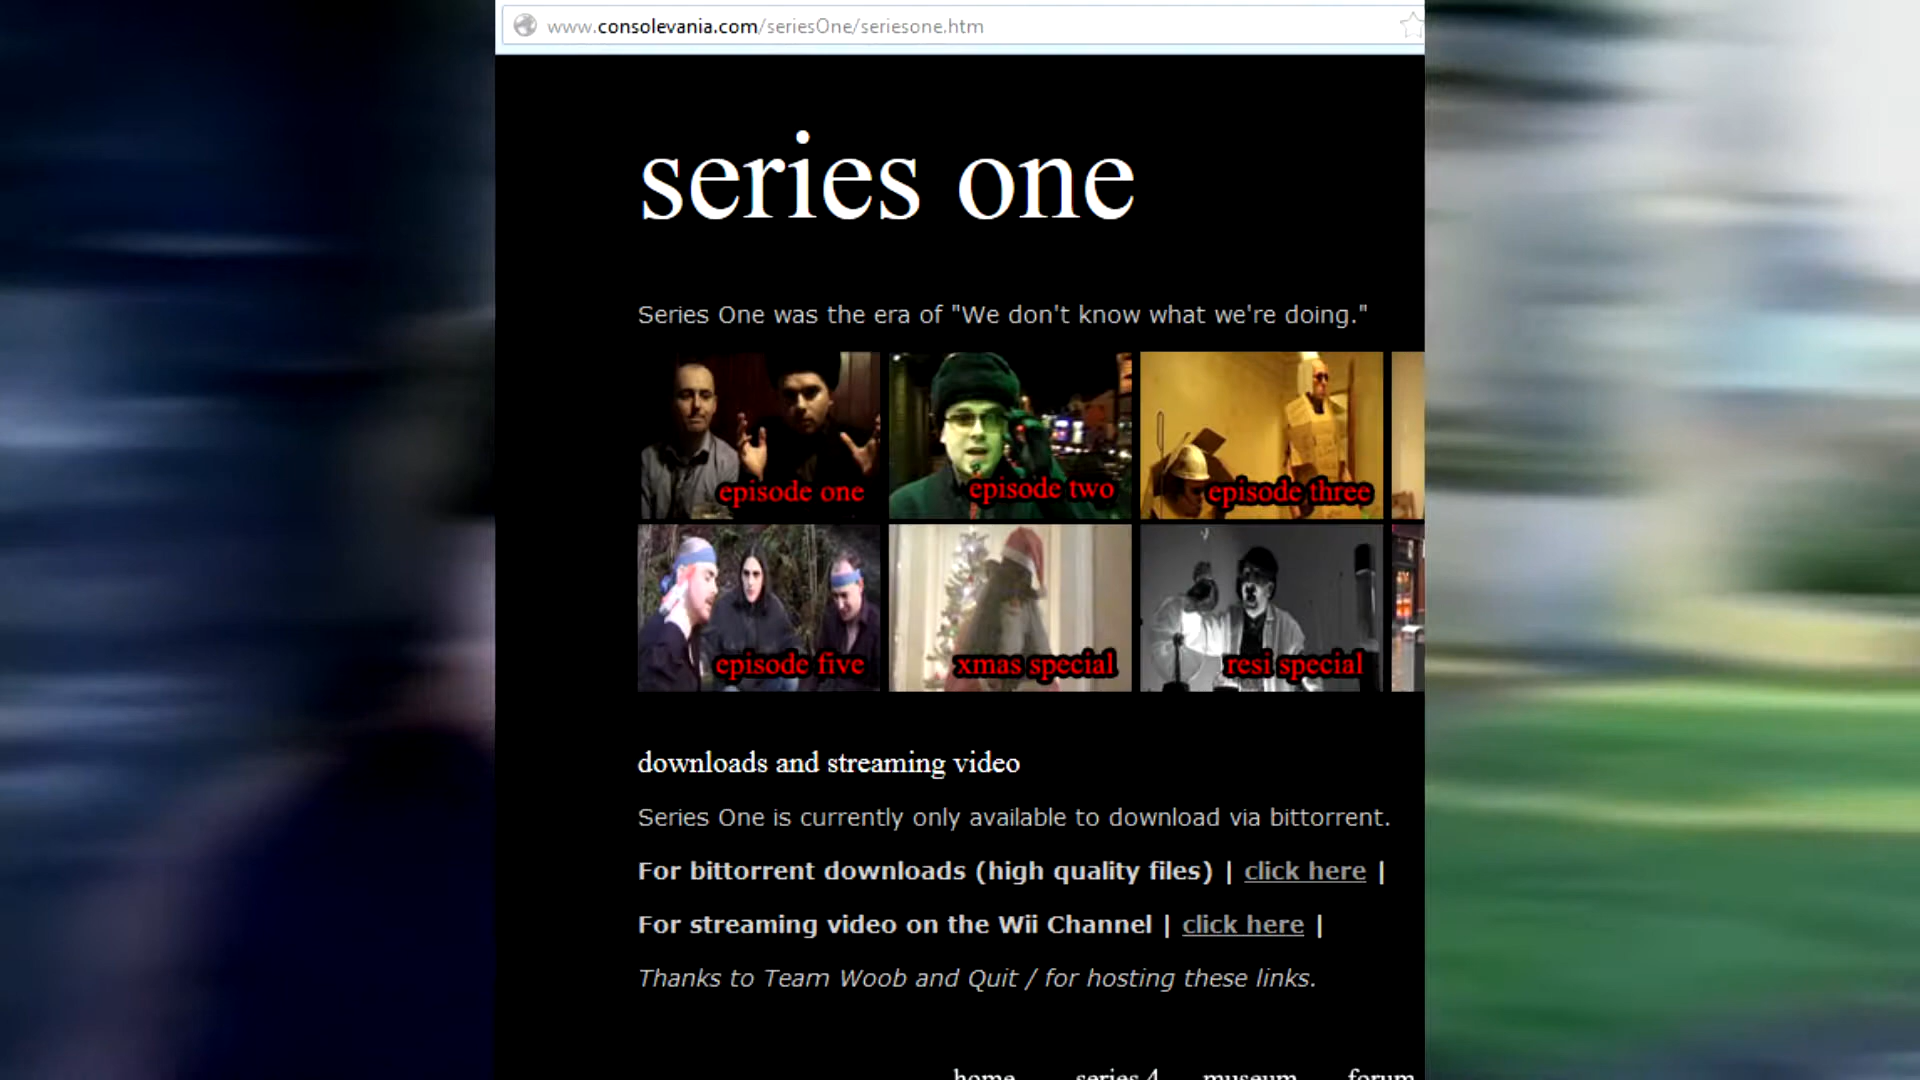 www.consolevania.com/seriesOne/seriesone.htm
series one
Series One was the era of "We don't know what we're doing."
episode one
episode two
episode three
episode five
xmas special
resi special
downloads and streaming video
Series One is currently only available to download via bittorrent.
For bittorrent downloads (high quality files) | click here |
For streaming video on the Wii Channel | click here |
Thanks to Team Woob and Quit / for hosting these links.
home series 4 museum forum